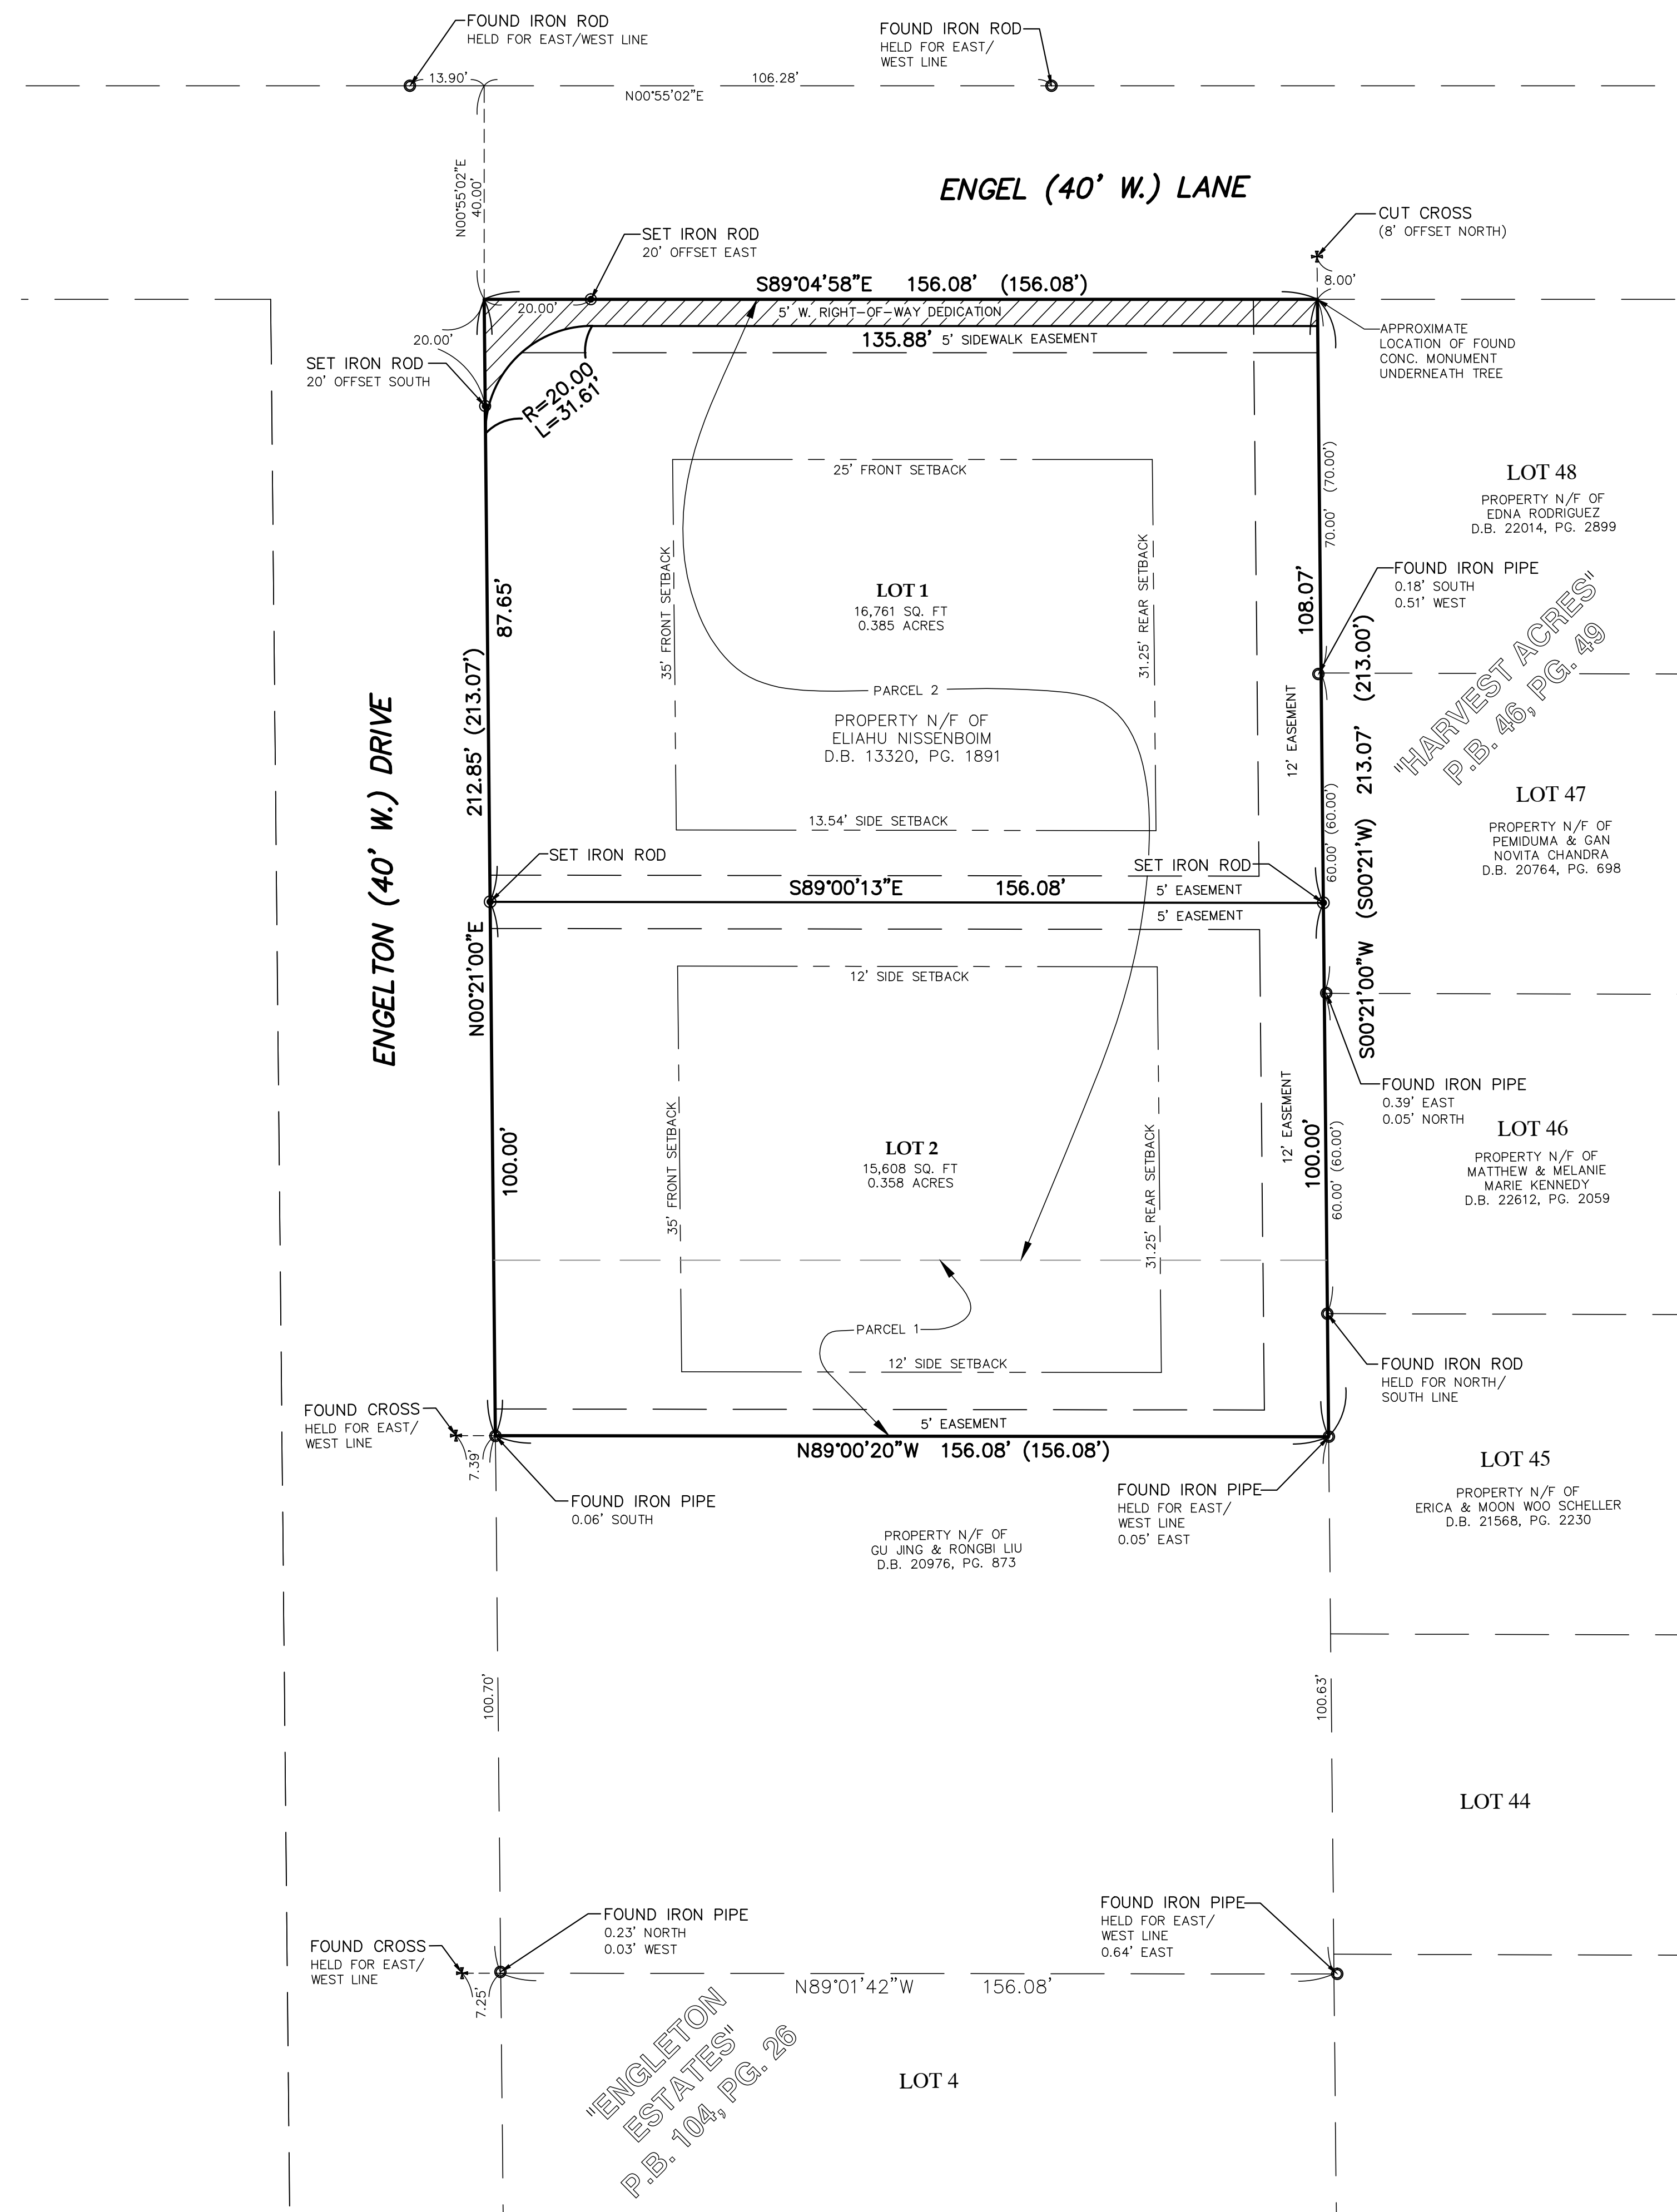 FOUND IRON ROD
HELD FOR EAST/WEST LINE
FOUND IRON ROD
HELD FOR EAST/
WEST LINE
13.90'
106.28'
N00°55'02"E
N00°55'02"E
40.00'
ENGEL (40' W.) LANE
CUT CROSS
(8' OFFSET NORTH)
SET IRON ROD
20' OFFSET EAST
S89°04'58"E 156.08' (156.08')
8.00'
20.00'
5' W. RIGHT-OF-WAY DEDICATION
20.00'
135.88' 5' SIDEWALK EASEMENT
APPROXIMATE
LOCATION OF FOUND
CONC. MONUMENT
UNDERNEATH TREE
SET IRON ROD
20' OFFSET SOUTH
R=20.00
L=31.61'
25' FRONT SETBACK
70.00' (70.00')
LOT 48
PROPERTY N/F OF
EDNA RODRIGUEZ
D.B. 22014, PG. 2899
35' FRONT SETBACK
31.25' REAR SETBACK
87.65'
LOT 1
16,761 SQ. FT
0.385 ACRES
108.07'
FOUND IRON PIPE
0.18' SOUTH
0.51' WEST
"HARVEST ACRES"
P.B. 46, PG. 49
212.85' (213.07')
PARCEL 2
PROPERTY N/F OF
ELIAHU NISSENBOIM
D.B. 13320, PG. 1891
12' EASEMENT
S00°21'00"W (S00°21'W) 213.07' (213.00')
ENGELTON (40' W.) DRIVE
13.54' SIDE SETBACK
60.00' (60.00')
LOT 47
PROPERTY N/F OF
PEMIDUMA & GAN
NOVITA CHANDRA
D.B. 20764, PG. 698
SET IRON ROD
SET IRON ROD
S89°00'13"E 156.08'
5' EASEMENT
5' EASEMENT
N00°21'00"E
12' SIDE SETBACK
FOUND IRON PIPE
0.39' EAST
0.05' NORTH
35' FRONT SETBACK
31.25' REAR SETBACK
12' EASEMENT
100.00'
LOT 2
15,608 SQ. FT
0.358 ACRES
100.00'
60.00' (60.00')
LOT 46
PROPERTY N/F OF
MATTHEW & MELANIE
MARIE KENNEDY
D.B. 22612, PG. 2059
PARCEL 1
12' SIDE SETBACK
FOUND IRON ROD
HELD FOR NORTH/
SOUTH LINE
FOUND CROSS
HELD FOR EAST/
WEST LINE
5' EASEMENT
N89°00'20"W 156.08' (156.08')
7.39'
FOUND IRON PIPE
0.06' SOUTH
FOUND IRON PIPE
HELD FOR EAST/
WEST LINE
0.05' EAST
LOT 45
PROPERTY N/F OF
ERICA & MOON WOO SCHELLER
D.B. 21568, PG. 2230
PROPERTY N/F OF
GU JING & RONGBI LIU
D.B. 20976, PG. 873
100.70'
100.63'
LOT 44
FOUND IRON PIPE
0.23' NORTH
0.03' WEST
FOUND IRON PIPE
HELD FOR EAST/
WEST LINE
0.64' EAST
FOUND CROSS
HELD FOR EAST/
WEST LINE
7.25'
N89°01'42"W 156.08'
"ENGLETON
ESTATES"
P.B. 104, PG. 26
LOT 4